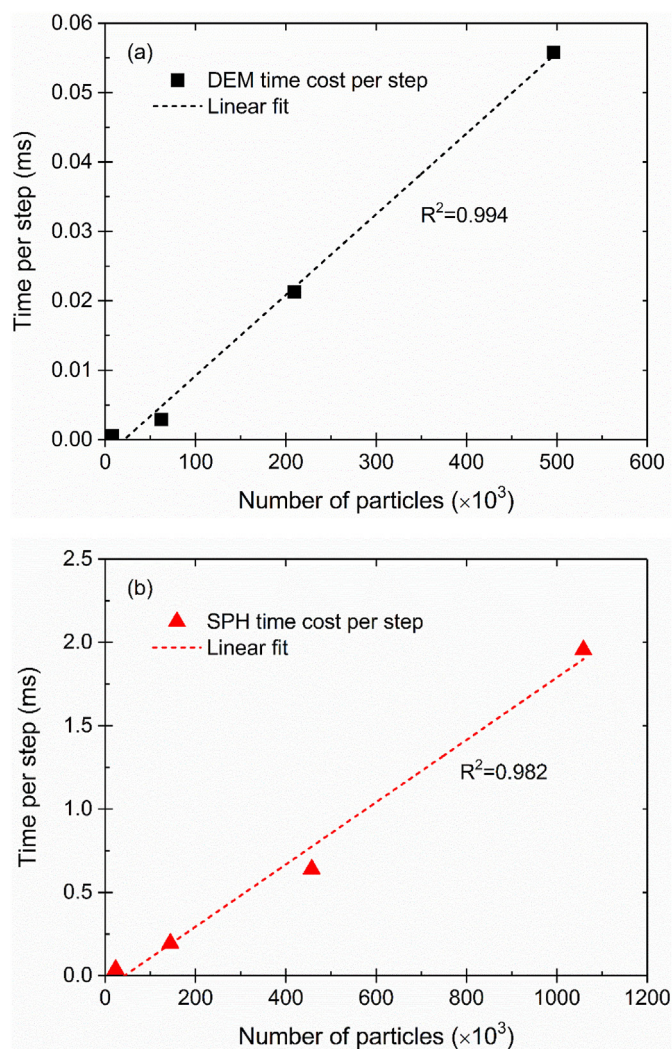 (a)
DEM time cost per step
Linear fit
R²=0.994
Time per step (ms)
0.06
0.05
0.04
0.03
0.02
0.01
0.00
0 100 200 300 400 500 600
Number of particles (×10³)
(b)
SPH time cost per step
Linear fit
R²=0.982
Time per step (ms)
2.5
2.0
1.5
1.0
0.5
0.0
0 200 400 600 800 1000 1200
Number of particles (×10³)